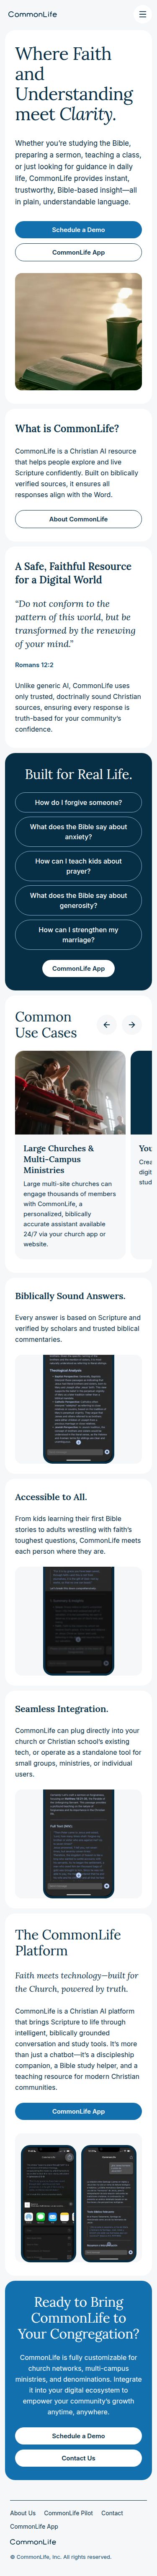 CommonLife
Where Faith
and
Understanding
meet Clarity.
Whether you're studying the Bible,
preparing a sermon, teaching a class,
or just looking for guidance in daily
life, CommonLife provides instant,
trustworthy, Bible-based insight—all
in plain, understandable language.
Schedule a Demo
CommonLife App
What is CommonLife?
CommonLife is a Christian AI resource
that helps people explore and live
Scripture confidently. Built on biblically
verified sources, it ensures all
responses align with the Word.
About CommonLife
A Safe, Faithful Resource
for a Digital World
“Do not conform to the
pattern of this world, but be
transformed by the renewing
of your mind.”
Romans 12:2
Unlike generic AI, CommonLife uses
only trusted, doctrinally sound Christian
sources, ensuring every response is
truth-based for your community's
confidence.
Built for Real Life.
How do I forgive someone?
What does the Bible say about
anxiety?
How can I teach kids about
prayer?
What does the Bible say about
generosity?
How can I strengthen my
marriage?
CommonLife App
Common
Use Cases
Large Churches &
Multi-Campus
Ministries
Large multi-site churches can
engage thousands of members
with CommonLife, a
personalized, biblically
accurate assistant available
24/7 via your church app or
website.
You
Crea
digit
stud
Biblically Sound Answers.
Every answer is based on Scripture and
verified by scholars and trusted biblical
commentaries.
Accessible to All.
From kids learning their first Bible
stories to adults wrestling with faith's
toughest questions, CommonLife meets
each person where they are.
Seamless Integration.
CommonLife can plug directly into your
church or Christian school's existing
tech, or operate as a standalone tool for
small groups, ministries, or individual
users.
The CommonLife
Platform
Faith meets technology—built for
the Church, powered by truth.
CommonLife is a Christian AI platform
that brings Scripture to life through
intelligent, biblically grounded
conversation and study tools. It's more
than just a chatbot—it's a discipleship
companion, a Bible study helper, and a
teaching resource for modern Christian
communities.
CommonLife App
Ready to Bring
CommonLife to
Your Congregation?
CommonLife is fully customizable for
church networks, multi-campus
ministries, and denominations. Integrate
it into your digital ecosystem to
empower your community's growth
anytime, anywhere.
Schedule a Demo
Contact Us
About Us CommonLife Pilot Contact
CommonLife App
CommonLife
© CommonLife, Inc. All rights reserved.